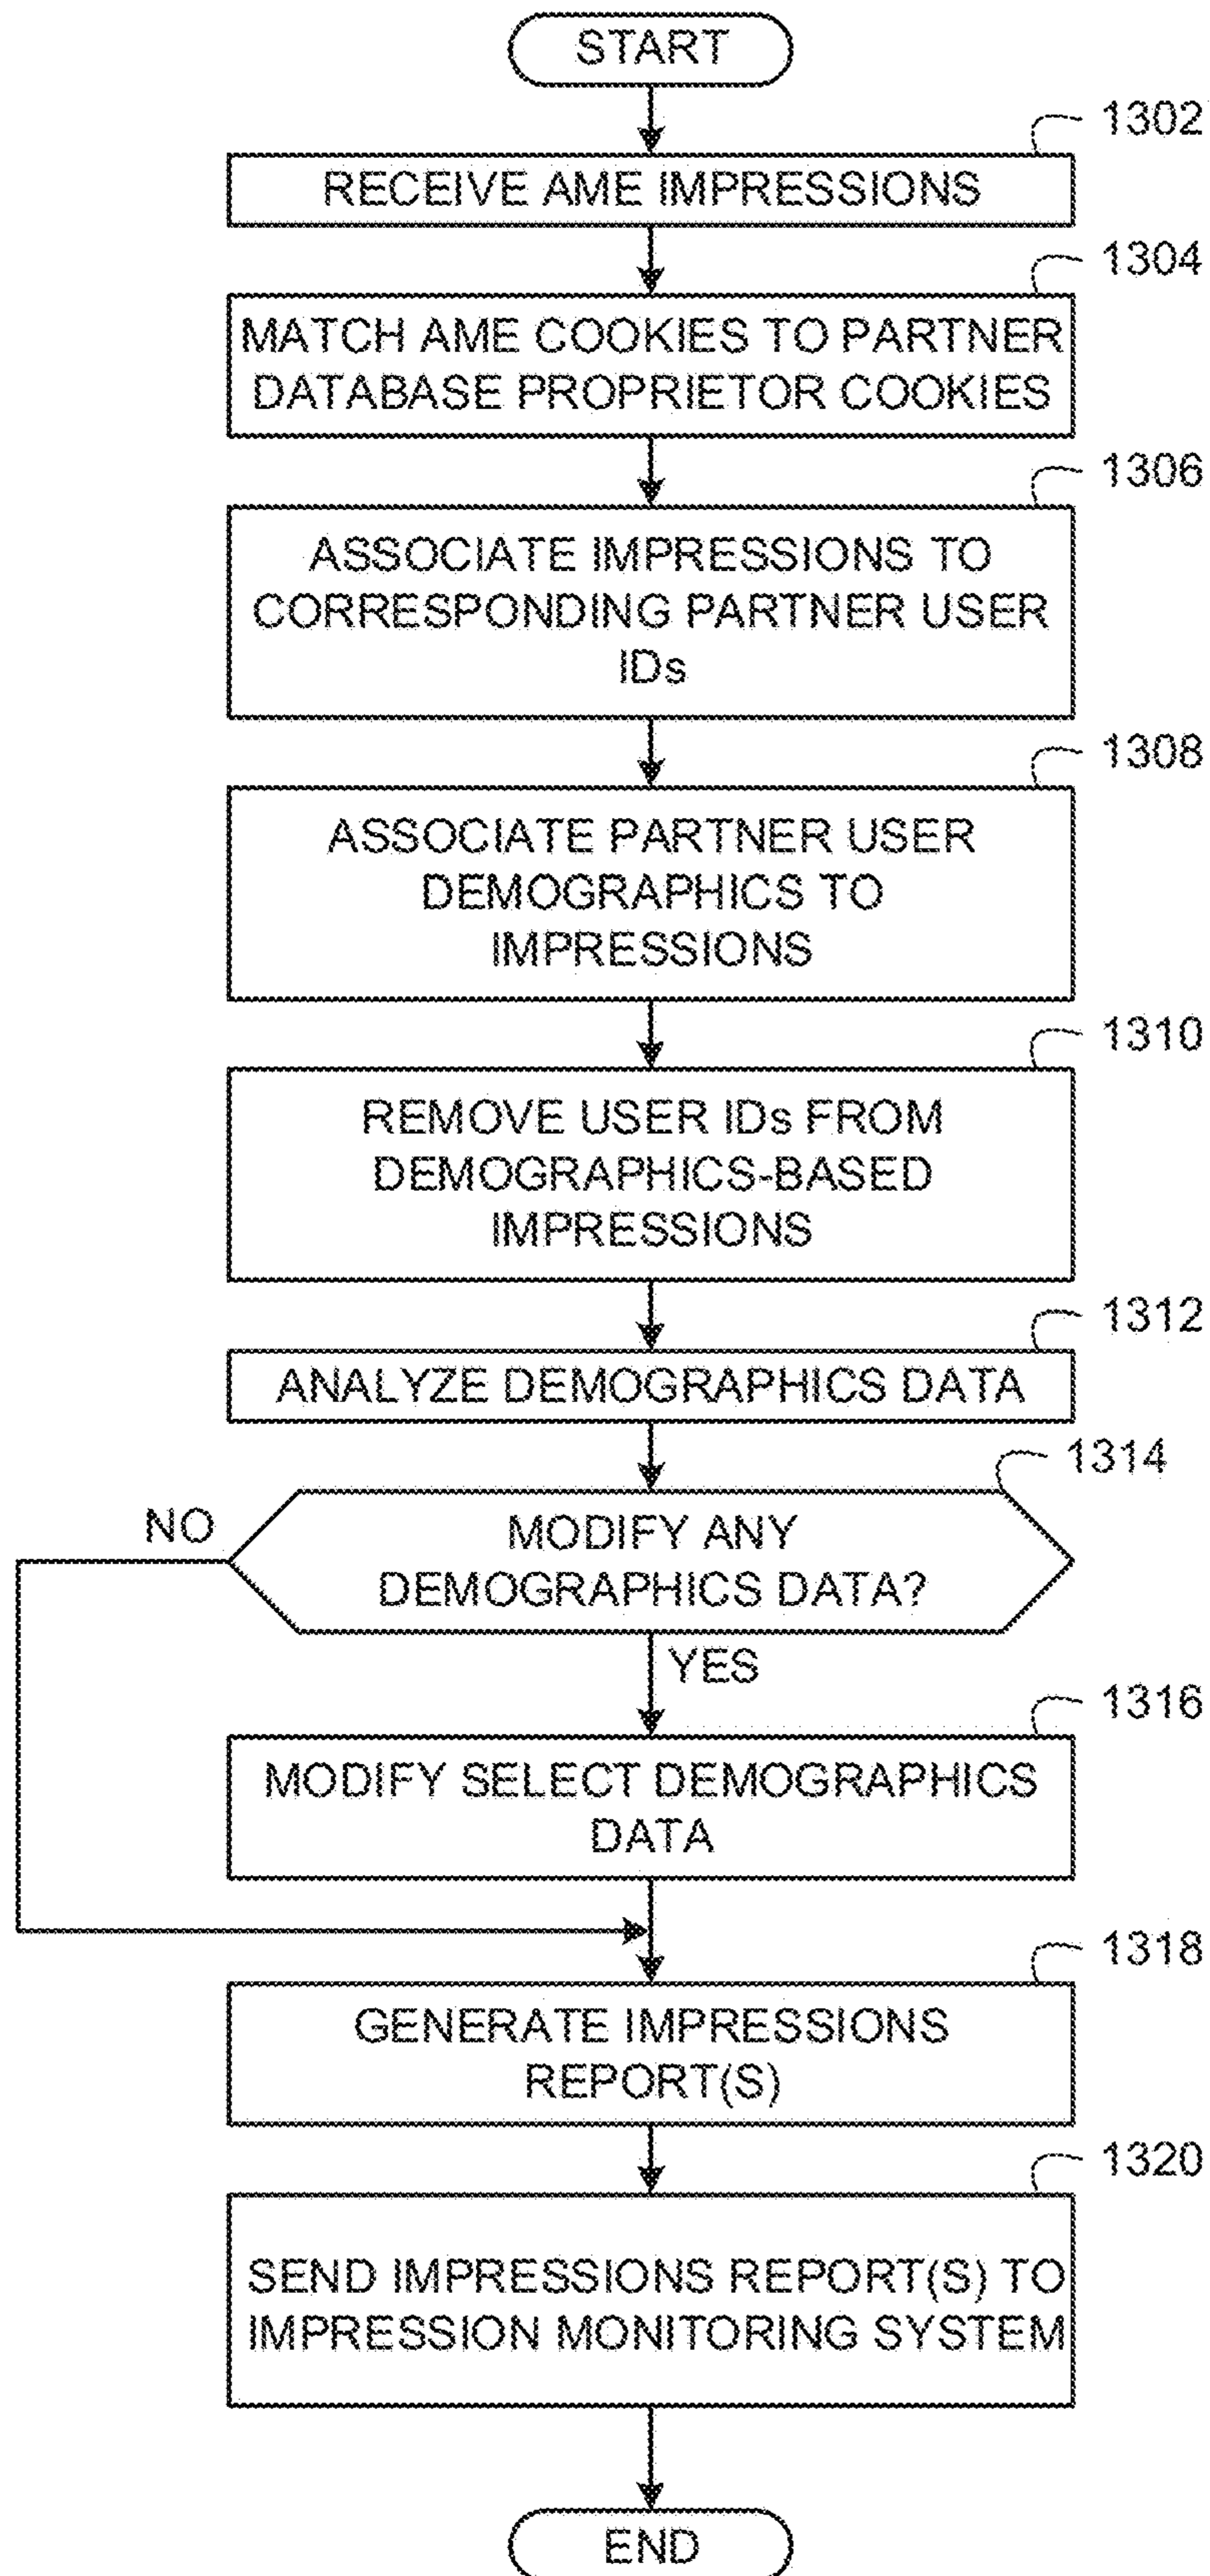 START
1302
RECEIVE AME IMPRESSIONS
1304
MATCH AME COOKIES TO PARTNER
DATABASE PROPRIETOR COOKIES
1306
ASSOCIATE IMPRESSIONS TO
CORRESPONDING PARTNER USER
IDs
1308
ASSOCIATE PARTNER USER
DEMOGRAPHICS TO
IMPRESSIONS
1310
REMOVE USER IDs FROM
DEMOGRAPHICS-BASED
IMPRESSIONS
1312
ANALYZE DEMOGRAPHICS DATA
1314
NO
MODIFY ANY
DEMOGRAPHICS DATA?
YES
1316
MODIFY SELECT DEMOGRAPHICS
DATA
1318
GENERATE IMPRESSIONS
REPORT(S)
1320
SEND IMPRESSIONS REPORT(S) TO
IMPRESSION MONITORING SYSTEM
END